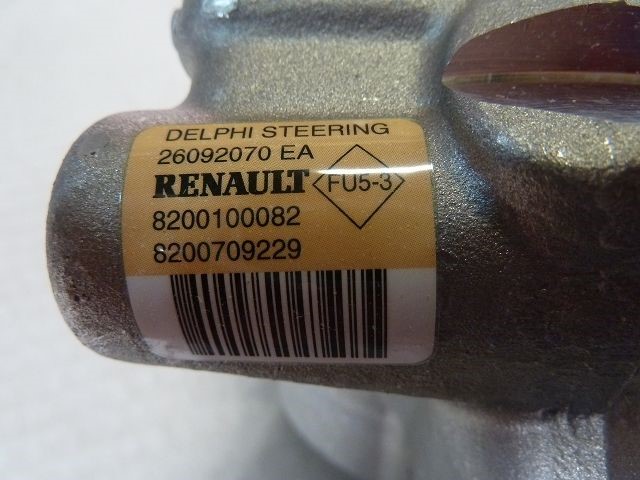 DELPHI STEERING
26092070 EA
RENAULT FU5-3
8200100082
8200709229